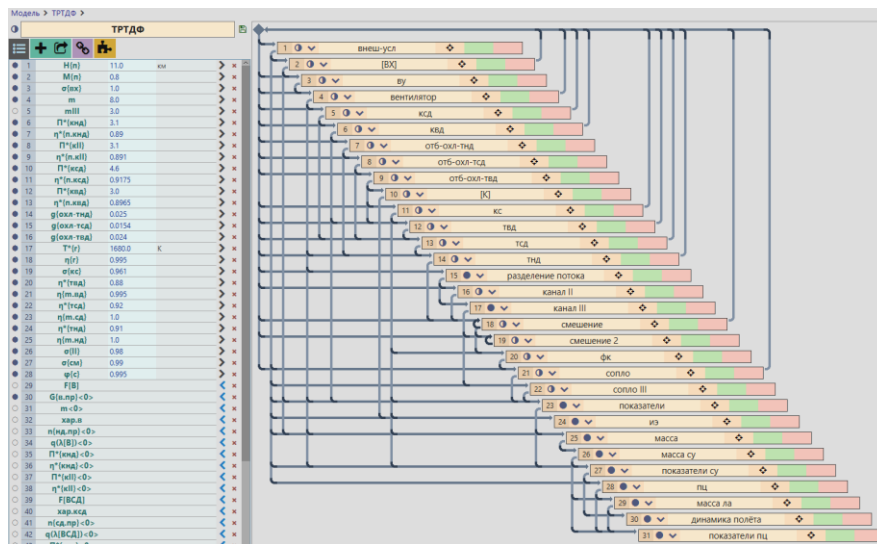 Модель > ТРТДФ >
ТРТДФ
1 H(п) 11.0 км
2 M(п) 0.8
3 σ(вх) 1.0
4 m 8.0
5 mIII 3.0
6 П*(кнд) 3.1
7 η*(п.кнд) 0.89
8 П*(кII) 3.1
9 η*(п.кII) 0.891
10 П*(ксд) 4.6
11 η*(п.ксд) 0.9175
12 П*(квд) 3.0
13 η*(п.квд) 0.8965
14 g(охл-тнд) 0.025
15 g(охл-тсд) 0.0154
16 g(охл-твд) 0.024
17 T*(г) 1680.0 К
18 η(г) 0.995
19 σ(кс) 0.961
20 η*(твд) 0.88
21 η(m.вд) 0.995
22 η*(тсд) 0.92
23 η(m.сд) 1.0
24 η*(тнд) 0.91
25 η(m.нд) 1.0
26 σ(II) 0.98
27 σ(см) 0.99
28 φ(с) 0.995
29 F(В)
30 G(в.пр)<0>
31 m<0>
32 хар.в
33 n(нд.пр)<0>
34 q(λ[В])<0>
35 П*(кнд)<0>
36 η*(кнд)<0>
37 П*(кII)<0>
38 η*(кII)<0>
39 F(ВСД)
40 хар.ксд
41 n(сд.пр)<0>
42 q(λ[ВСД])<0>
1 внеш-усл
2 [ВХ]
3 ву
4 вентилятор
5 ксд
6 квд
7 отб-охл-тнд
8 отб-охл-тсд
9 отб-охл-твд
10 [К]
11 кс
12 твд
13 тсд
14 тнд
15 разделение потока
16 канал II
17 канал III
18 смешение
19 смешение 2
20 фк
21 сопло
22 сопло III
23 показатели
24 иэ
25 масса
26 масса су
27 показатели су
28 пц
29 масса ла
30 динамика полёта
31 показатели пц